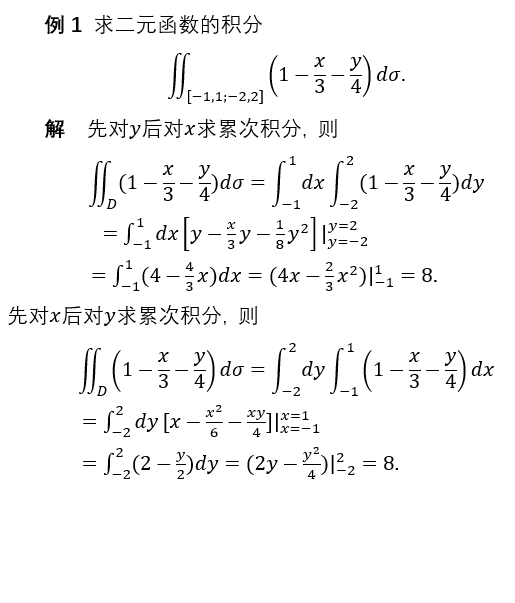 例 1 求二元函数的积分
∬_{[−1,1;−2,2]} (1 − x/3 − y/4) dσ.
解 先对y后对x求累次积分, 则
∬_D (1 − x/3 − y/4)dσ = ∫_{−1}^{1} dx ∫_{−2}^{2} (1 − x/3 − y/4)dy
= ∫_{−1}^{1} dx [y − x/3 y − 1/8 y²] |_{y=−2}^{y=2}
= ∫_{−1}^{1} (4 − 4/3 x)dx = (4x − 2/3 x²)|_{−1}^{1} = 8.
先对x后对y求累次积分, 则
∬_D (1 − x/3 − y/4) dσ = ∫_{−2}^{2} dy ∫_{−1}^{1} (1 − x/3 − y/4) dx
= ∫_{−2}^{2} dy [x − x²/6 − xy/4]|_{x=−1}^{x=1}
= ∫_{−2}^{2} (2 − y/2)dy = (2y − y²/4)|_{−2}^{2} = 8.